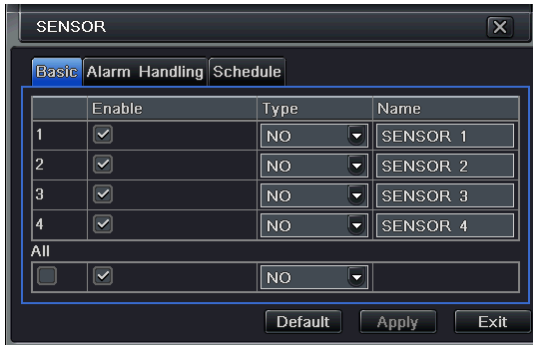 SENSOR
Basic Alarm Handling Schedule
Enable Type Name
1 NO SENSOR 1
2 NO SENSOR 2
3 NO SENSOR 3
4 NO SENSOR 4
All
NO
Default Apply Exit